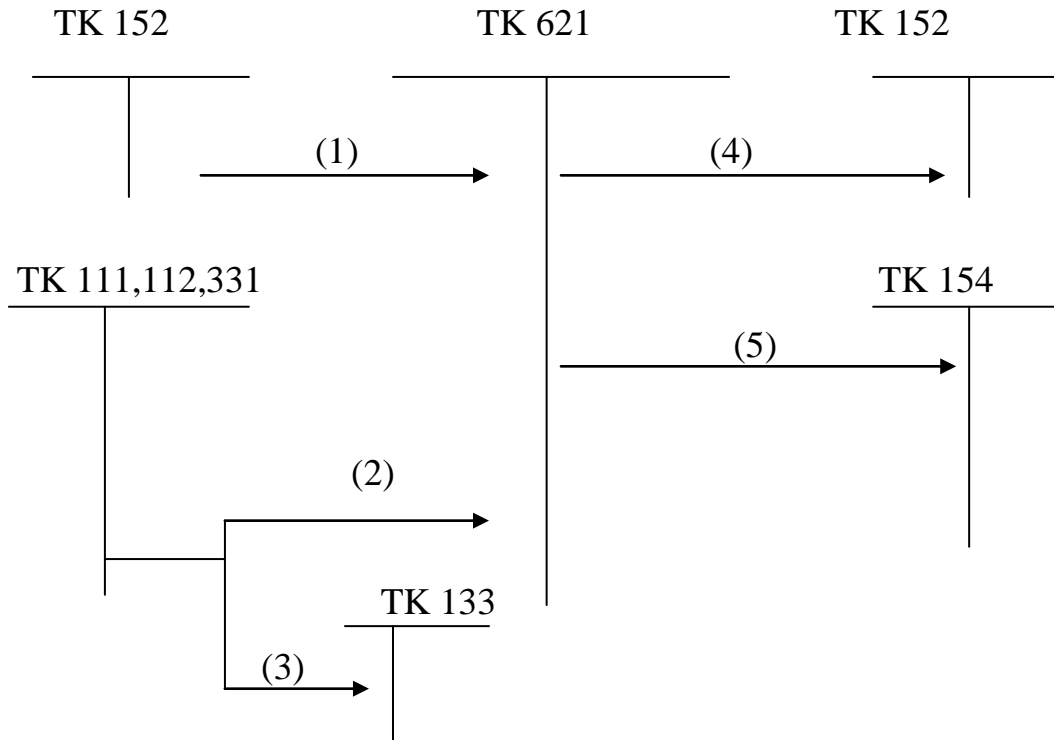 TK 152 TK 621 TK 152
(1) (4)
TK 111,112,331 TK 154
(5)
(2)
TK 133
(3)